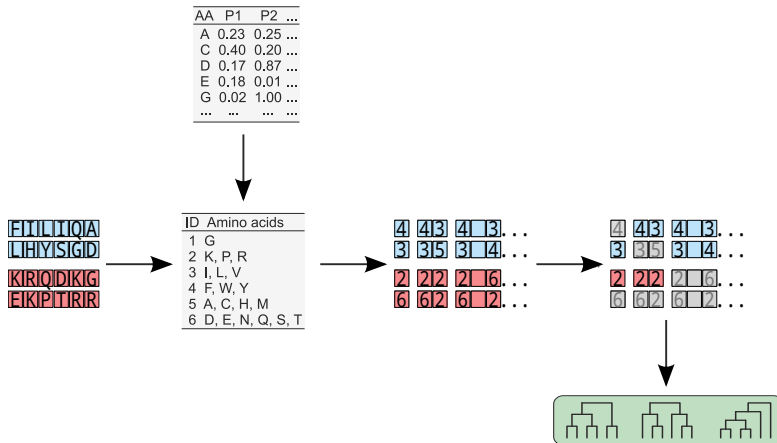 AA P1 P2 ...
A 0.23 0.25 ...
C 0.40 0.20 ...
D 0.17 0.87 ...
E 0.18 0.01 ...
G 0.02 1.00 ...
... ... ... ...
FILIQA
LHYSGD
KRQDKG
EKPTRR
ID Amino acids
1 G
2 K, P, R
3 I, L, V
4 F, W, Y
5 A, C, H, M
6 D, E, N, Q, S, T
4 43 4 3...
3 35 3 4...
2 22 2 6...
6 62 6 2...
4 43 4 3...
3 35 3 4...
2 22 2 6...
6 62 6 2...